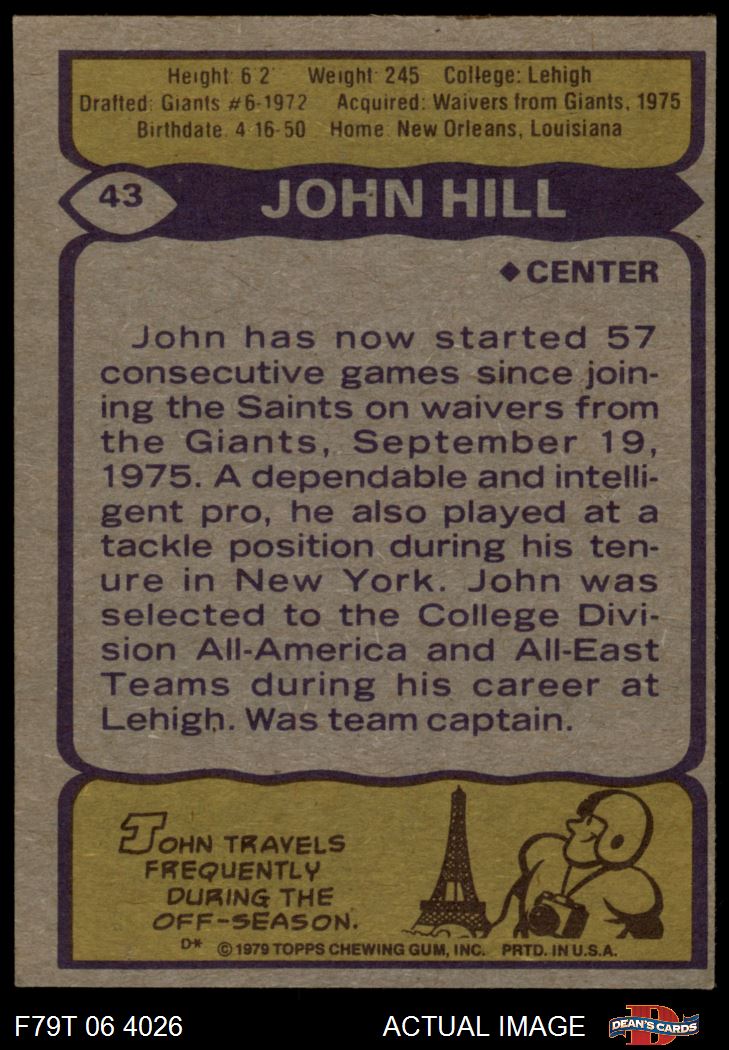 Height: 6 2 Weight: 245 College: Lehigh
Drafted: Giants #6-1972 Acquired: Waivers from Giants, 1975
Birthdate. 4-16-50 Home: New Orleans, Louisiana
43 JOHN HILL
◆ CENTER
John has now started 57
consecutive games since join-
ing the Saints on waivers from
the Giants, September 19,
1975. A dependable and intelli-
gent pro, he also played at a
tackle position during his ten-
ure in New York. John was
selected to the College Divi-
sion All-America and All-East
Teams during his career at
Lehigh. Was team captain.
JOHN TRAVELS
FREQUENTLY
DURING THE
OFF-SEASON.
D* © 1979 TOPPS CHEWING GUM, INC. PRTD. IN U.S.A.
F79T 06 4026 ACTUAL IMAGE D DEAN'S CARDS